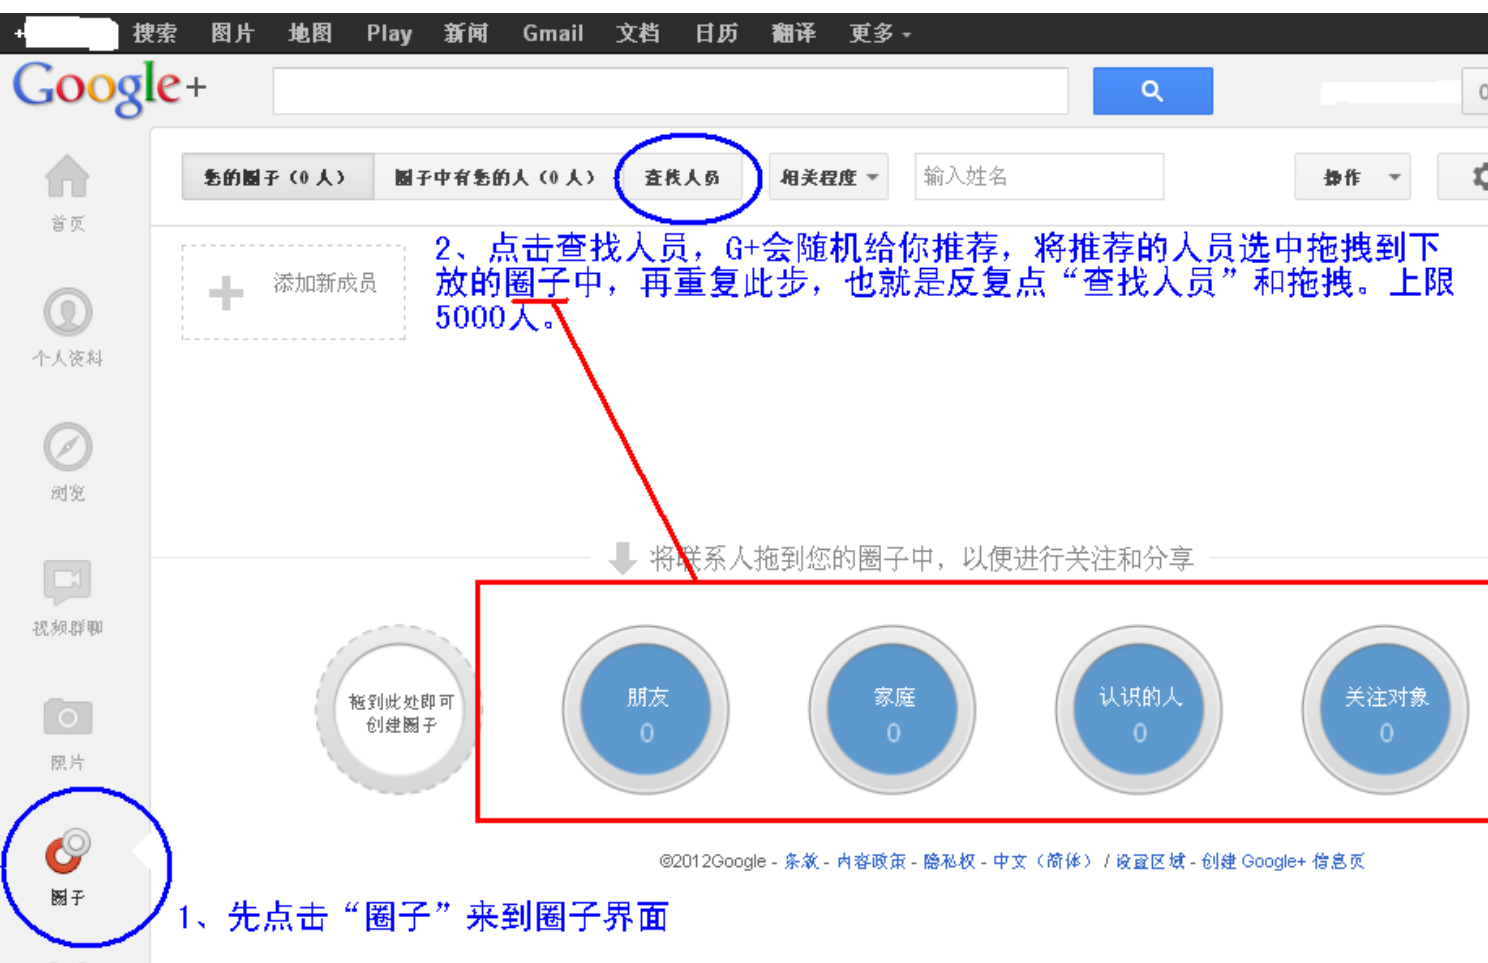 搜索 图片 地图 Play 新闻 Gmail 文档 日历 翻译 更多
Google+
您的圈子（0 人） 圈子中有您的人（0 人） 查找人员 相关程度 输入姓名 操作
首页
2、点击查找人员，G+会随机给你推荐，将推荐的人员选中拖拽到下
放的圈子中，再重复此步，也就是反复点“查找人员”和拖拽。上限
5000人。
添加新成员
个人资料
浏览
将联系人拖到您的圈子中，以便进行关注和分享
视频群聊
拖到此处即可
创建圈子
朋友
0
家庭
0
认识的人
0
关注对象
0
照片
圈子
©2012Google - 条款 - 内容政策 - 隐私权 - 中文（简体） / 设置区域 - 创建 Google+ 信息页
1、先点击“圈子”来到圈子界面